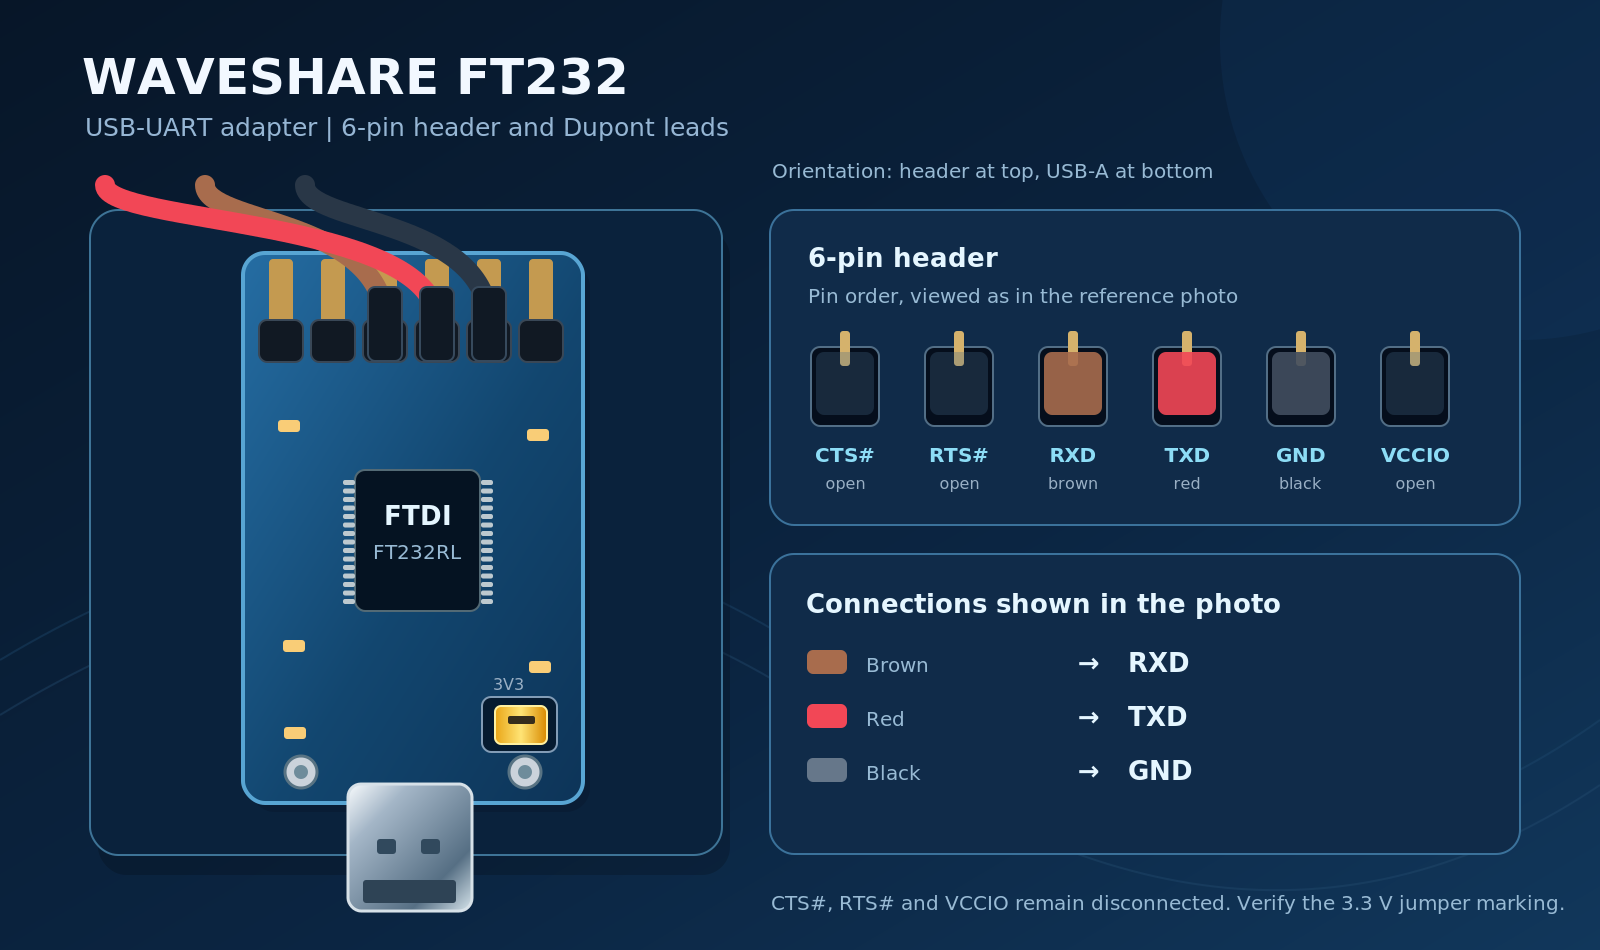 WAVESHARE FT232
USB-UART adapter | 6-pin header and Dupont leads
Orientation: header at top, USB-A at bottom
FTDI
FT232RL
3V3
6-pin header
Pin order, viewed as in the reference photo
CTS# RTS# RXD TXD GND VCCIO
open open brown red black open
Connections shown in the photo
Brown → RXD
Red → TXD
Black → GND
CTS#, RTS# and VCCIO remain disconnected. Verify the 3.3 V jumper marking.